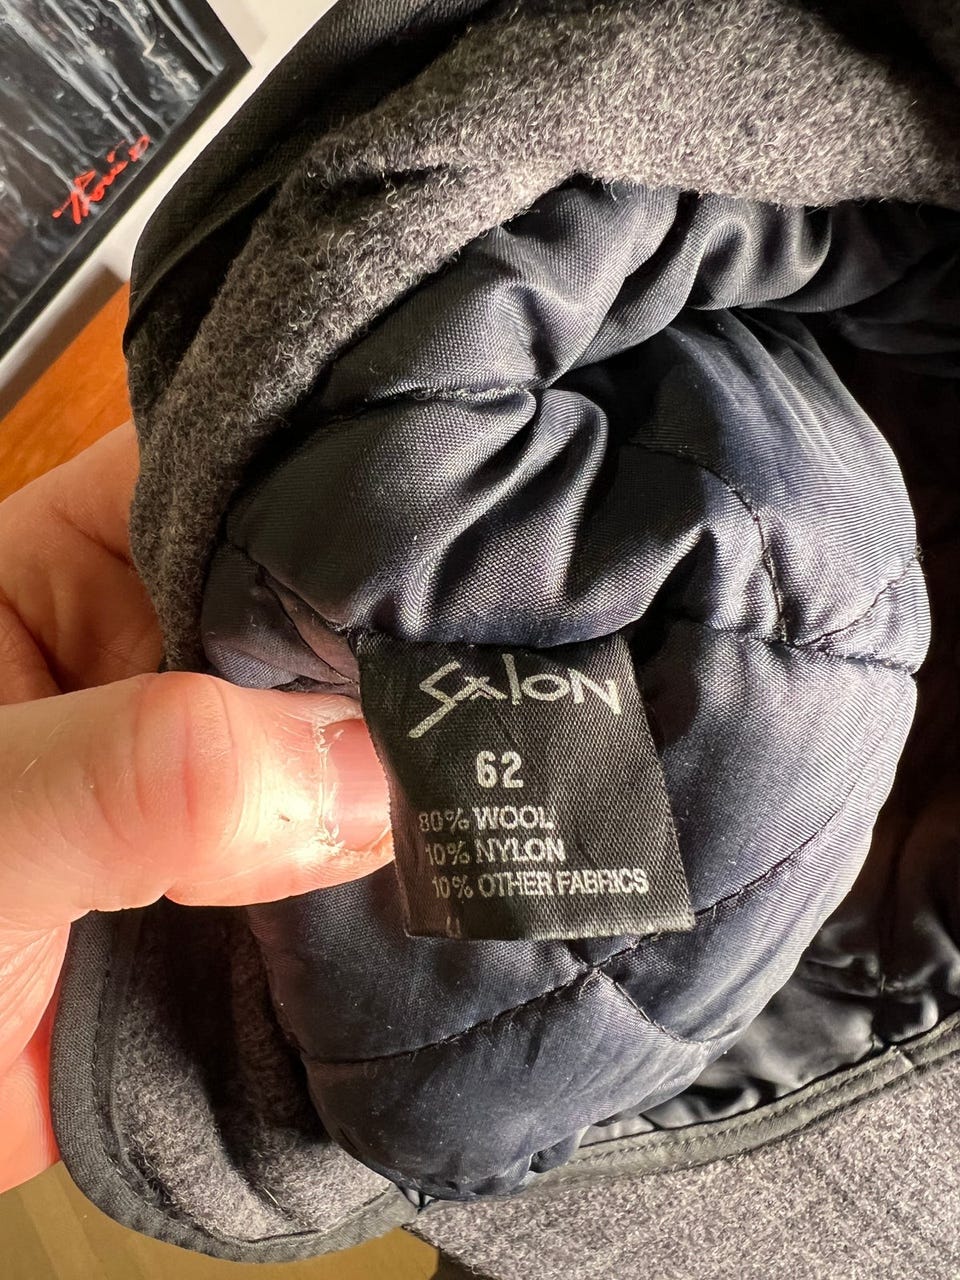 SalON
62
80% WOOL
10% NYLON
10% OTHER FABRICS